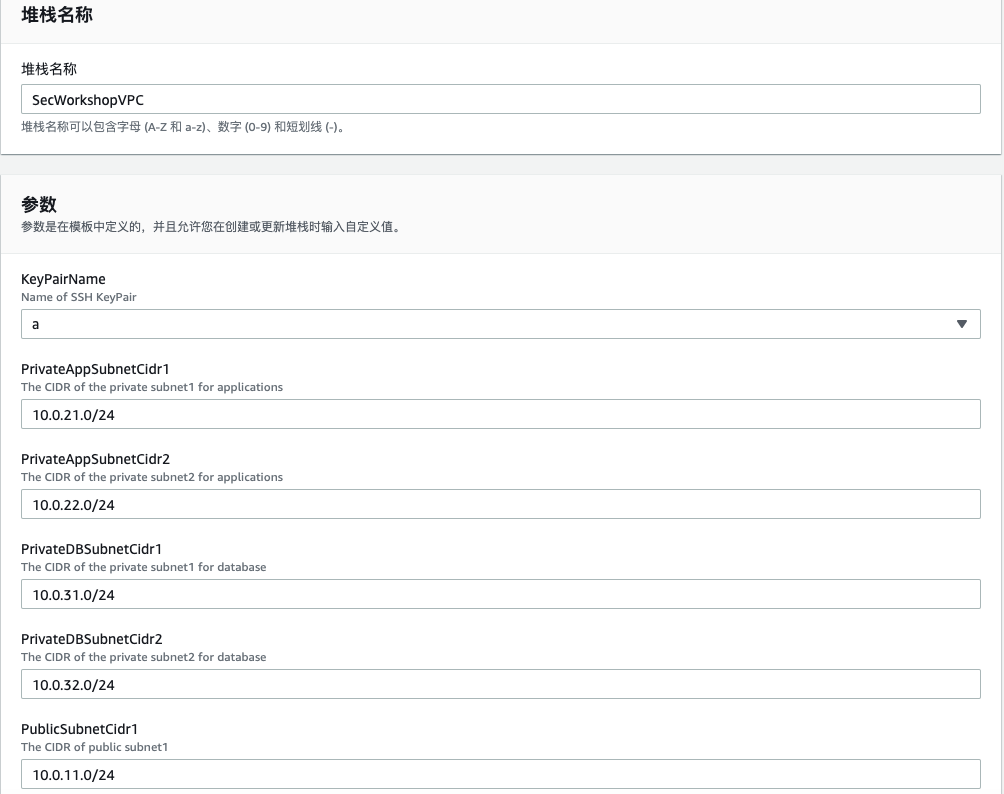 堆栈名称
堆栈名称
SecWorkshopVPC
堆栈名称可以包含字母 (A-Z 和 a-z)、数字 (0-9) 和短划线 (-)。
参数
参数是在模板中定义的，并且允许您在创建或更新堆栈时输入自定义值。
KeyPairName
Name of SSH KeyPair
a
PrivateAppSubnetCidr1
The CIDR of the private subnet1 for applications
10.0.21.0/24
PrivateAppSubnetCidr2
The CIDR of the private subnet2 for applications
10.0.22.0/24
PrivateDBSubnetCidr1
The CIDR of the private subnet1 for database
10.0.31.0/24
PrivateDBSubnetCidr2
The CIDR of the private subnet2 for database
10.0.32.0/24
PublicSubnetCidr1
The CIDR of public subnet1
10.0.11.0/24